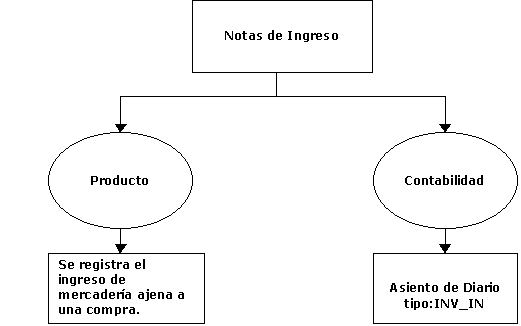 Notas de Ingreso
Producto
Contabilidad
Se registra el
ingreso de
mercadería ajena a
una compra.
Asiento de Diario
tipo:INV_IN